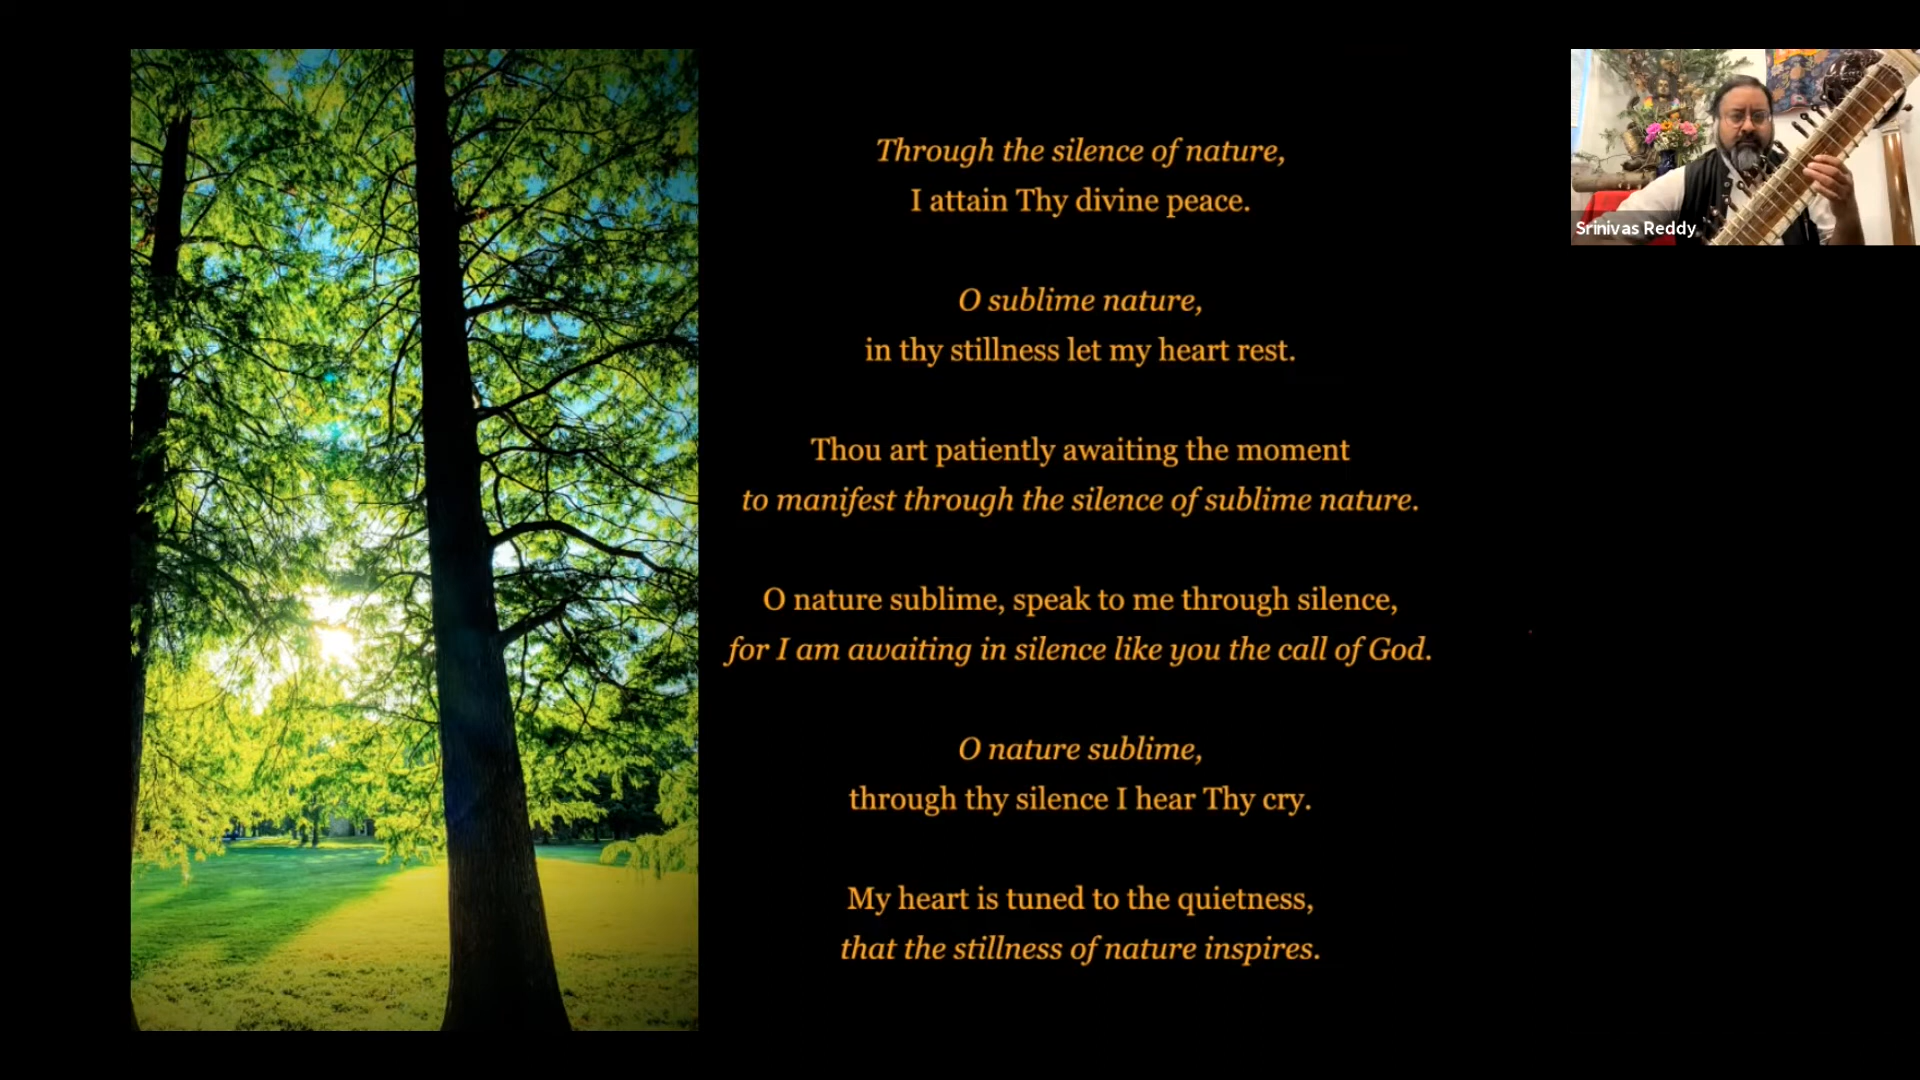 Through the silence of nature,
I attain Thy divine peace.
O sublime nature,
in thy stillness let my heart rest.
Thou art patiently awaiting the moment
to manifest through the silence of sublime nature.
O nature sublime, speak to me through silence,
for I am awaiting in silence like you the call of God.
O nature sublime,
through thy silence I hear Thy cry.
My heart is tuned to the quietness,
that the stillness of nature inspires.
Srinivas Reddy